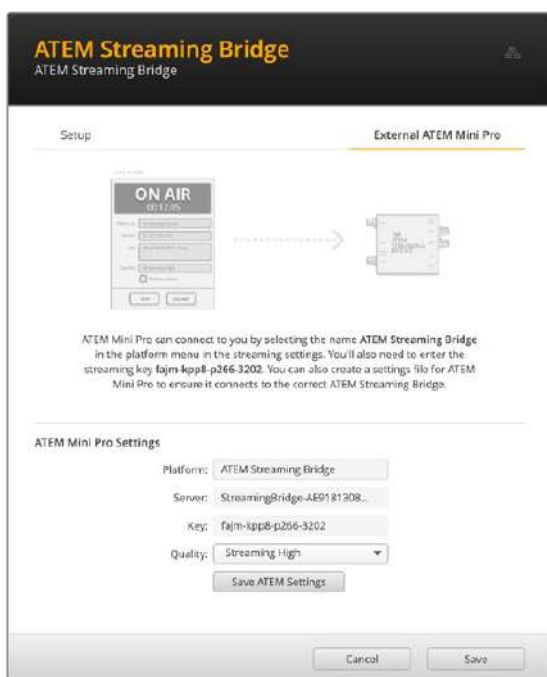 ATEM Streaming Bridge
ATEM Streaming Bridge
Setup
External ATEM Mini Pro
ON AIR
00:12:05
ATEM Mini Pro can connect to you by selecting the name ATEM Streaming Bridge
in the platform menu in the streaming settings. You'll also need to enter the
streaming key fajm-kpp8-p266-3202. You can also create a settings file for ATEM
Mini Pro to ensure it connects to the correct ATEM Streaming Bridge.
ATEM Mini Pro Settings
Platform: ATEM Streaming Bridge
Server: StreamingBridge-AE9181308...
Key: fajm-kpp8-p266-3202
Quality: Streaming High
Save ATEM Settings
Cancel
Save